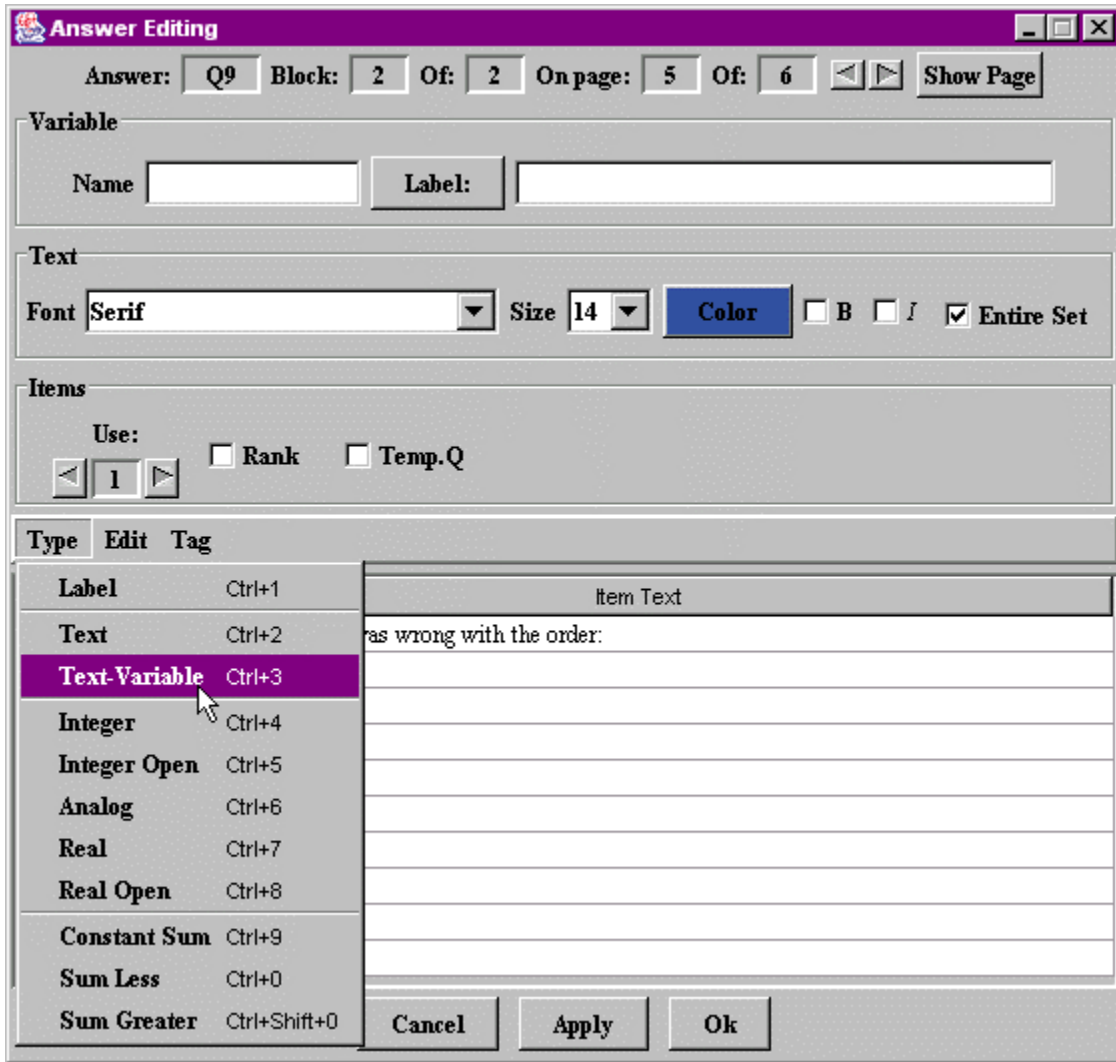 Answer Editing
Answer: Q9 Block: 2 Of: 2 On page: 5 Of: 6 Show Page
Variable
Name Label:
Text
Font Serif Size 14 Color B I Entire Set
Items
Use:
1 Rank Temp.Q
Type Edit Tag
Item Text
was wrong with the order:
Label Ctrl+1
Text Ctrl+2
Text-Variable Ctrl+3
Integer Ctrl+4
Integer Open Ctrl+5
Analog Ctrl+6
Real Ctrl+7
Real Open Ctrl+8
Constant Sum Ctrl+9
Sum Less Ctrl+0
Sum Greater Ctrl+Shift+0
Cancel Apply Ok